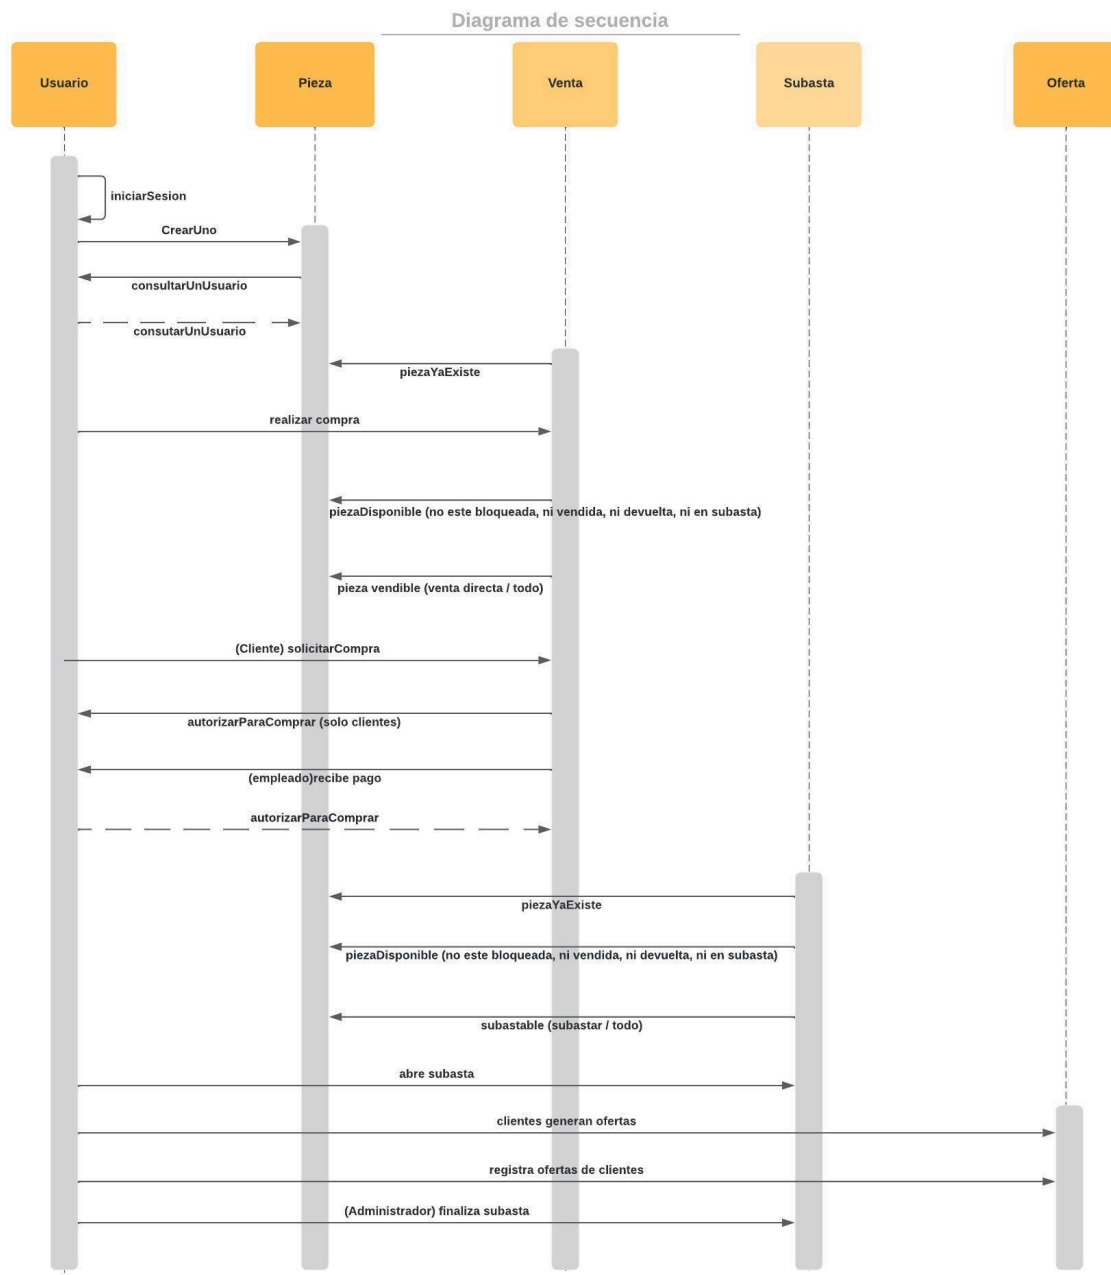 Diagrama de secuencia
Usuario
Pieza
Venta
Subasta
Oferta
iniciarSesion
CrearUno
consultarUnUsuario
consutarUnUsuario
piezaYaExiste
realizar compra
piezaDisponible (no este bloqueada, ni vendida, ni devuelta, ni en subasta)
pieza vendible (venta directa / todo)
(Cliente) solicitarCompra
autorizarParaComprar (solo clientes)
(empleado)recibe pago
autorizarParaComprar
piezaYaExiste
piezaDisponible (no este bloqueada, ni vendida, ni devuelta, ni en subasta)
subastable (subastar / todo)
abre subasta
clientes generan ofertas
registra ofertas de clientes
(Administrador) finaliza subasta